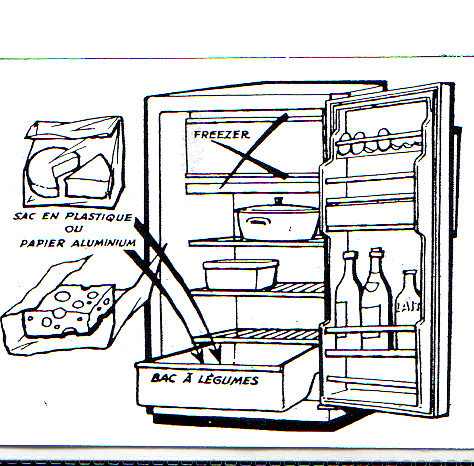 FREEZER
SAC EN PLASTIQUE
OU
PAPIER ALUMINIUM
LAIT
BAC À LÉGUMES